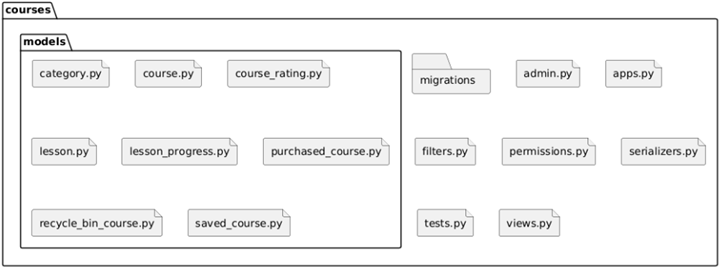 courses
models
category.py
course.py
course_rating.py
lesson.py
lesson_progress.py
purchased_course.py
recycle_bin_course.py
saved_course.py
migrations
admin.py
apps.py
filters.py
permissions.py
serializers.py
tests.py
views.py